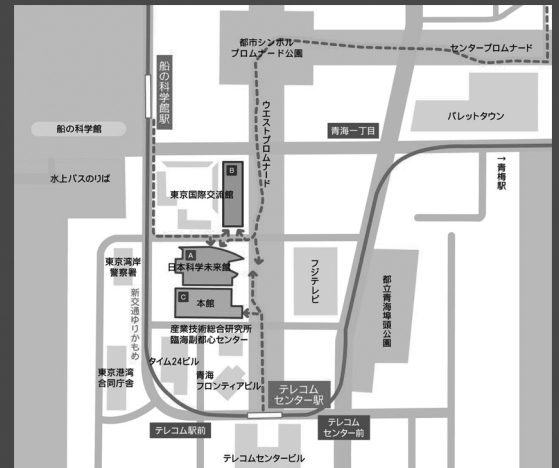 都市シンボル
プロムナード公園
センタープロムナード
船の科学館駅
ウエストプロムナード
パレットタウン
船の科学館
青海一丁目
→青梅駅
水上バスのりば
B
東京国際交流館
A
日本科学未来館
東京湾岸
警察署
フジテレビ
都立青海埠頭公園
C
本館
新交通ゆりかもめ
産業技術総合研究所
臨海副都心センター
タイム24ビル
東京港湾
合同庁舎
青海
フロンティアビル
テレコム
センター駅
テレコム駅前
テレコム
センター前
テレコムセンタービル